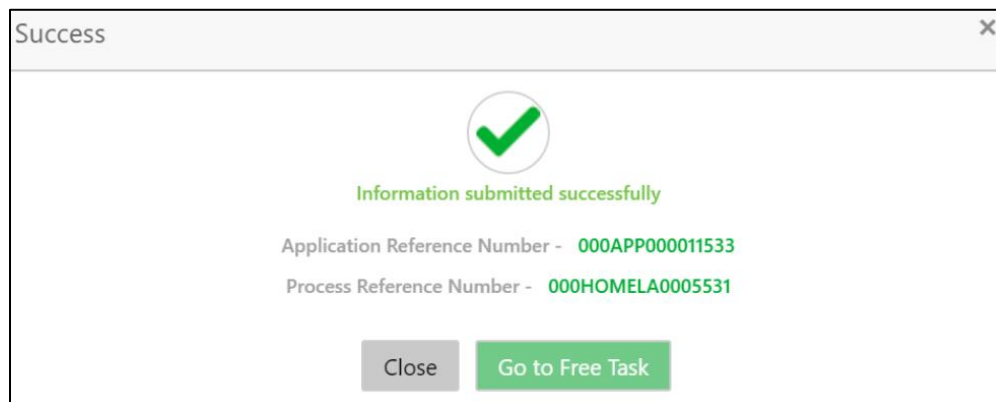 Success ×
Information submitted successfully
Application Reference Number - 000APP000011533
Process Reference Number - 000HOMELA0005531
Close Go to Free Task